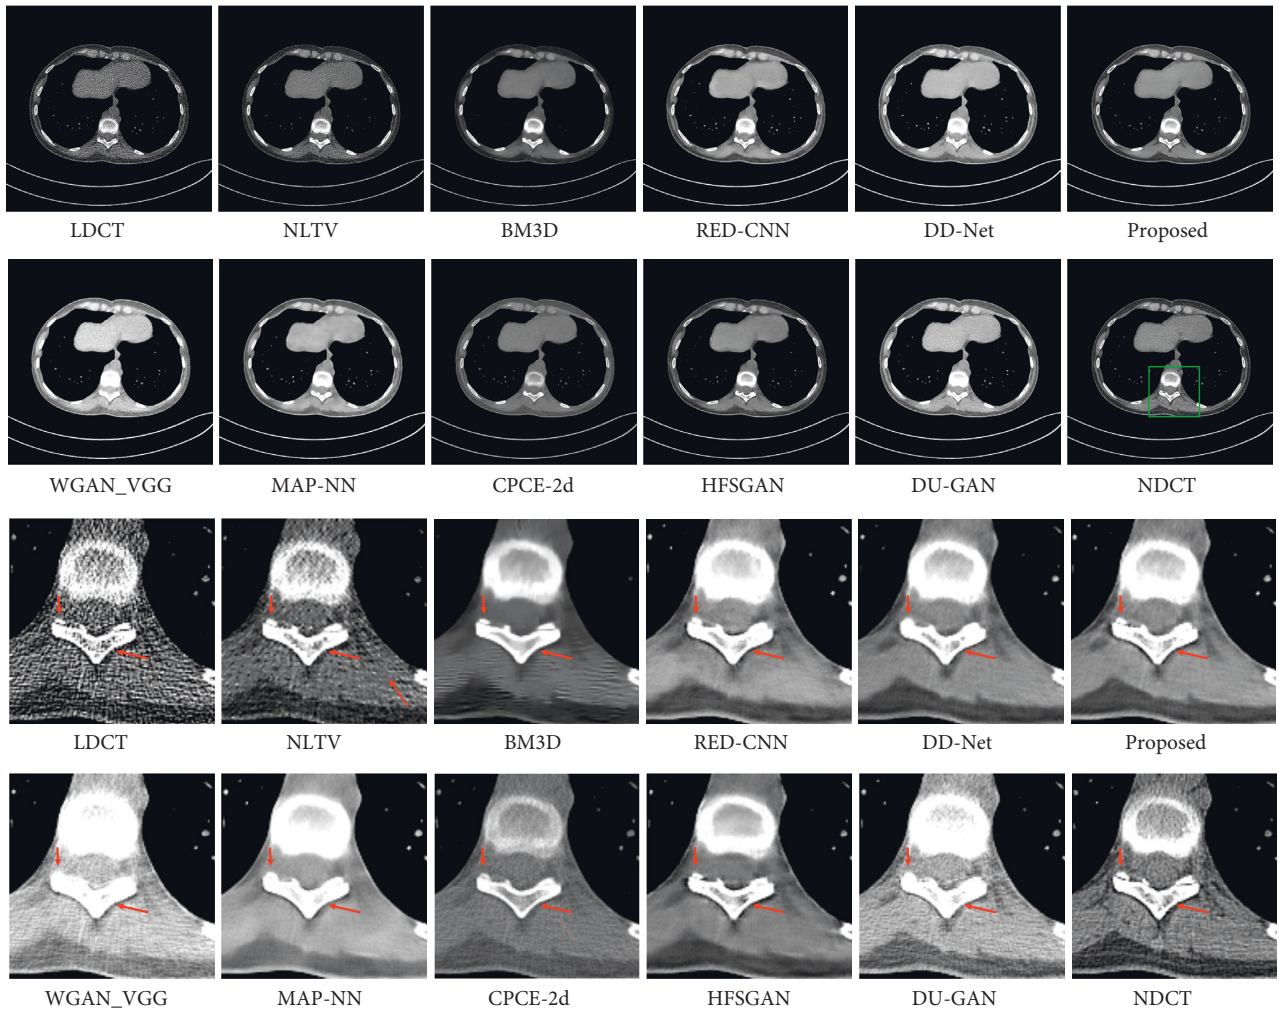 LDCT NLTV BM3D RED-CNN DD-Net Proposed
WGAN_VGG MAP-NN CPCE-2d HFSGAN DU-GAN NDCT
LDCT NLTV BM3D RED-CNN DD-Net Proposed
WGAN_VGG MAP-NN CPCE-2d HFSGAN DU-GAN NDCT